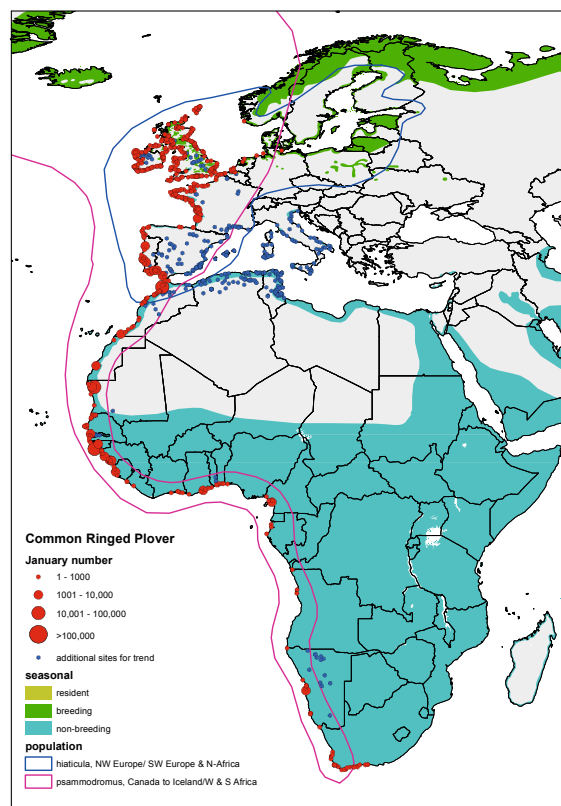 Common Ringed Plover
January number
1 - 1000
1001 - 10,000
10,001 - 100,000
>100,000
additional sites for trend
seasonal
resident
breeding
non-breeding
population
hiaticula, NW Europe/ SW Europe & N-Africa
psammodromus, Canada to Iceland/W & S Africa